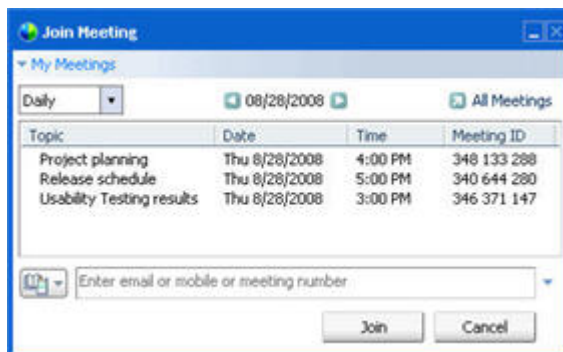 Join Meeting
My Meetings
Daily 08/28/2008 All Meetings
Topic Date Time Meeting ID
Project planning Thu 8/28/2008 4:00 PM 348 133 288
Release schedule Thu 8/28/2008 5:00 PM 340 644 280
Usability Testing results Thu 8/28/2008 3:00 PM 346 371 147
Enter email or mobile or meeting number
Join Cancel